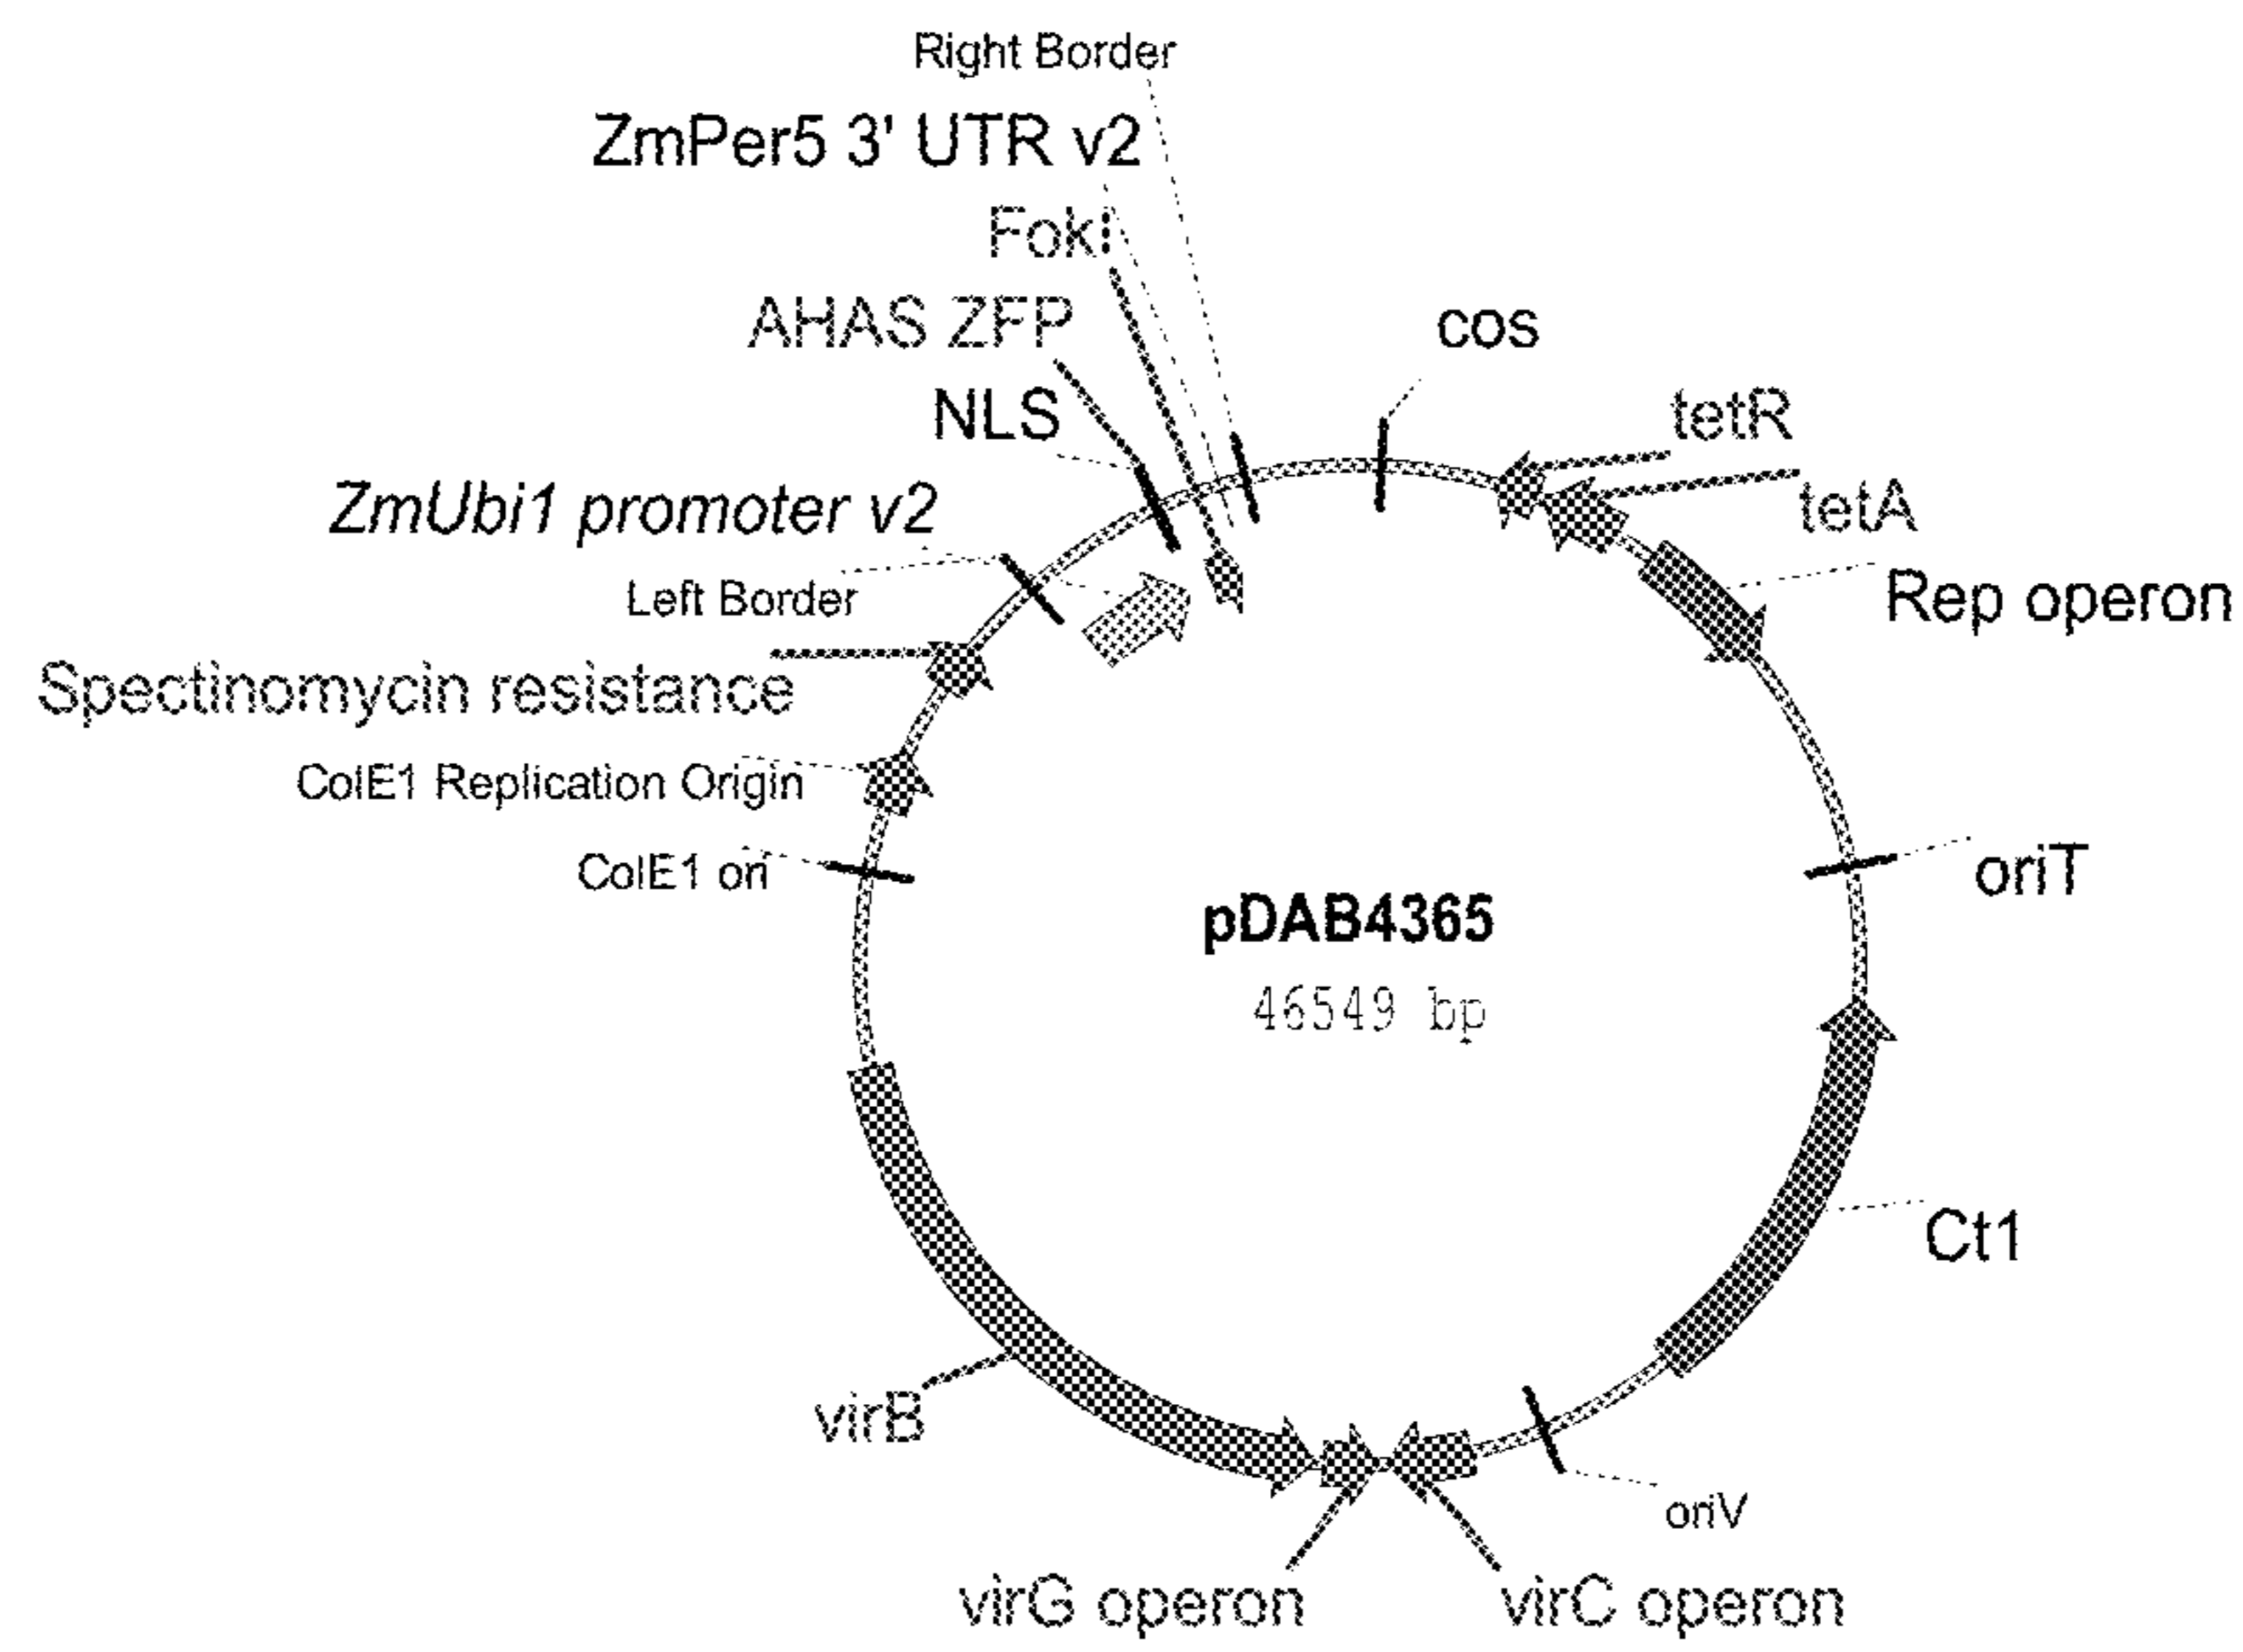 Right Border
ZmPer5 3' UTR v2
FokI
AHAS ZFP
cos
NLS
tetR
ZmUbi1 promoter v2
tetA
Left Border
Rep operon
Spectinomycin resistance
ColE1 Replication Origin
ColE1 ori
oriT
pDAB4365
46549 bp
Ct1
virB
oriV
virG operon
virC operon